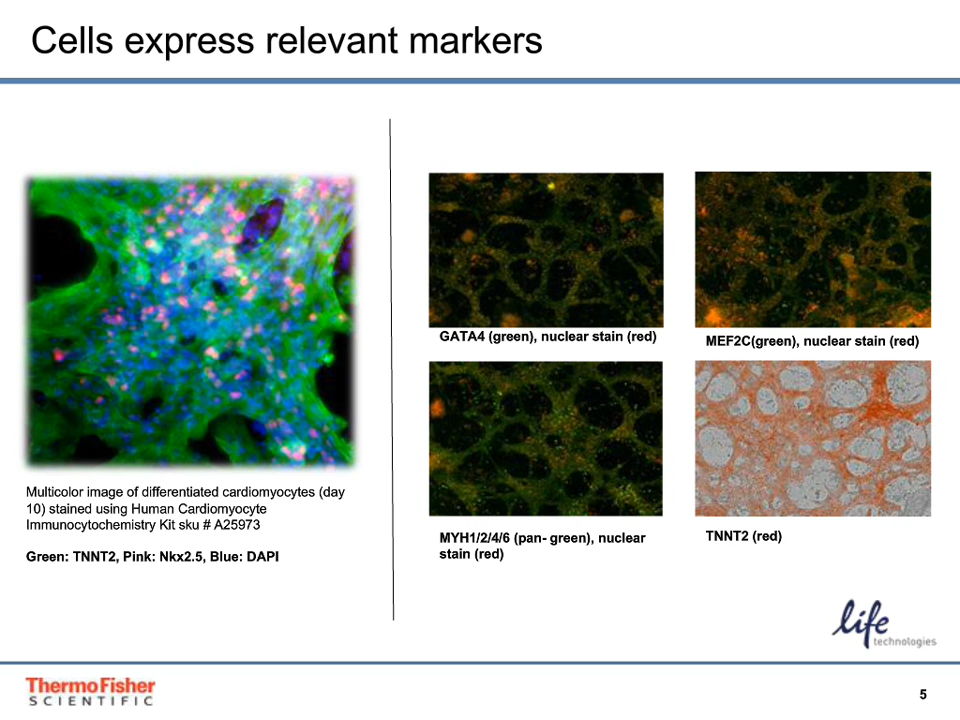 Cells express relevant markers
GATA4 (green), nuclear stain (red)
MEF2C(green), nuclear stain (red)
Multicolor image of differentiated cardiomyocytes (day
10) stained using Human Cardiomyocyte
Immunocytochemistry Kit sku # A25973
Green: TNNT2, Pink: Nkx2.5, Blue: DAPI
MYH1/2/4/6 (pan- green), nuclear
stain (red)
TNNT2 (red)
life
technologies
ThermoFisher
SCIENTIFIC
5